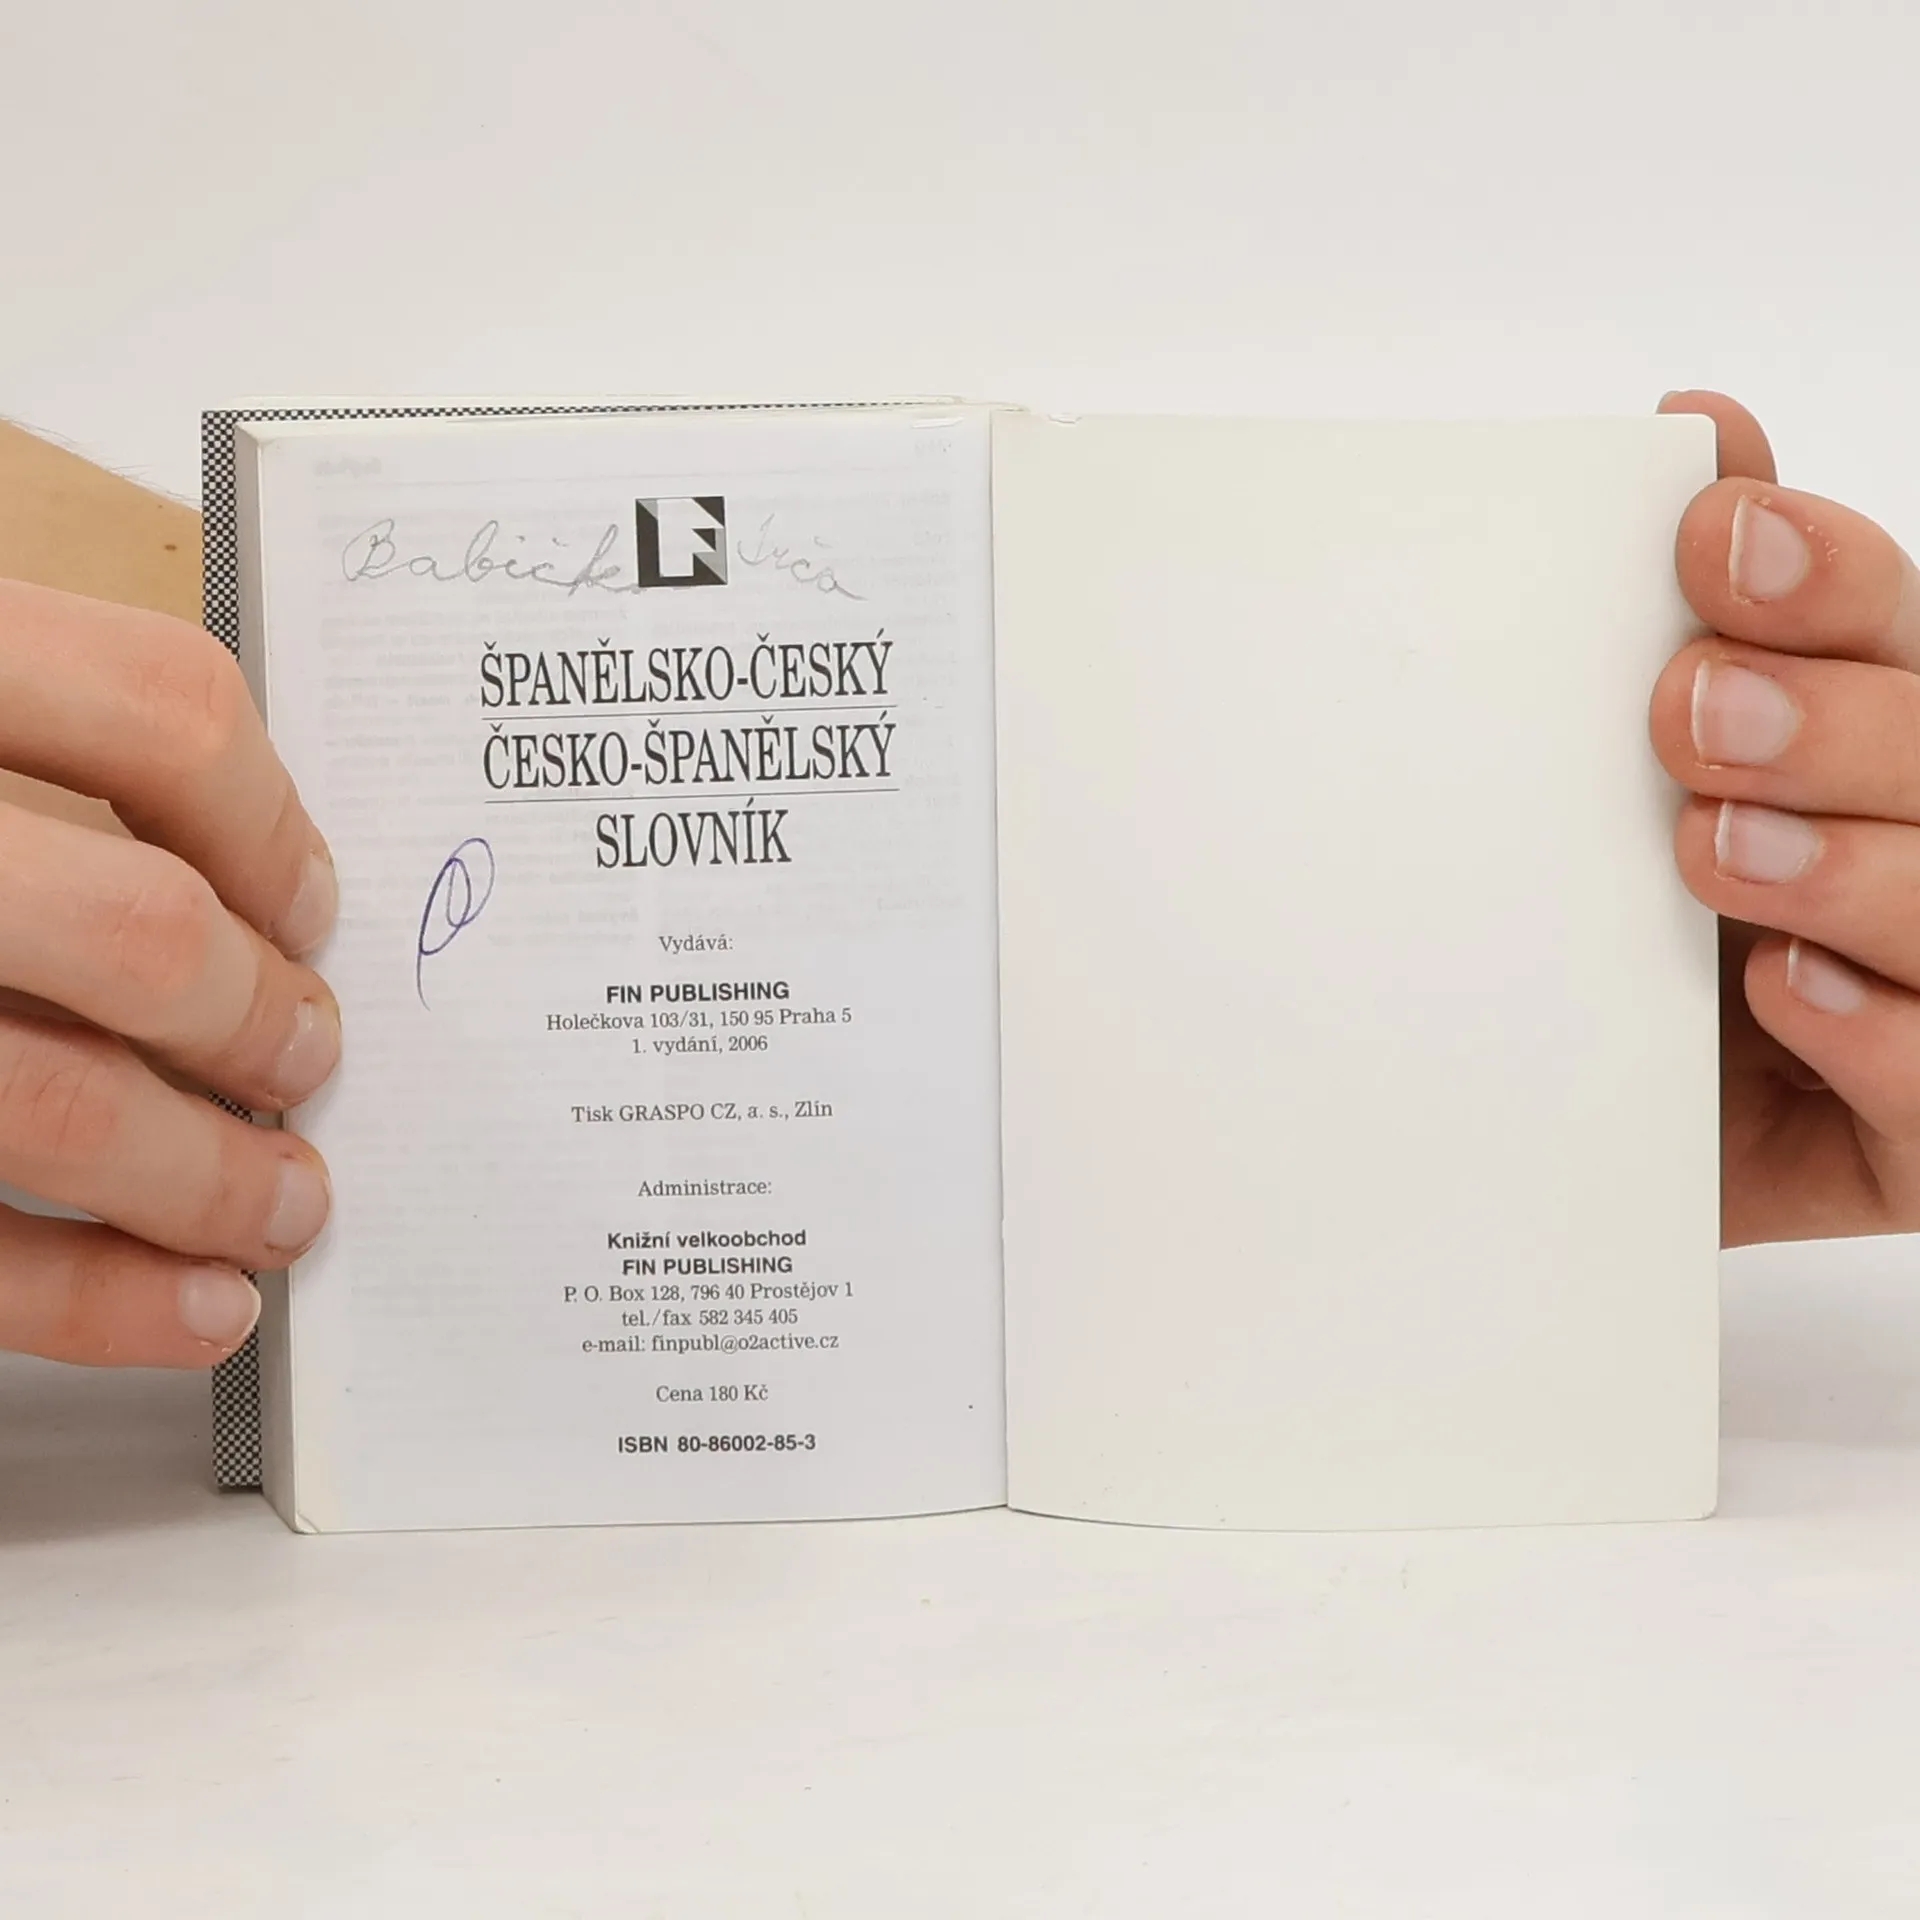 Babičk F Irča
ŠPANĚLSKO-ČESKÝ
ČESKO-ŠPANĚLSKÝ
SLOVNÍK
Vydává:
FIN PUBLISHING
Holečkova 103/31, 150 95 Praha 5
1. vydání, 2006
Tisk GRASPO CZ, a. s., Zlín
Administrace:
Knižní velkoobchod
FIN PUBLISHING
P. O. Box 128, 796 40 Prostějov 1
tel./fax 582 345 405
e-mail: finpubl@o2active.cz
Cena 180 Kč
ISBN 80-86002-85-3